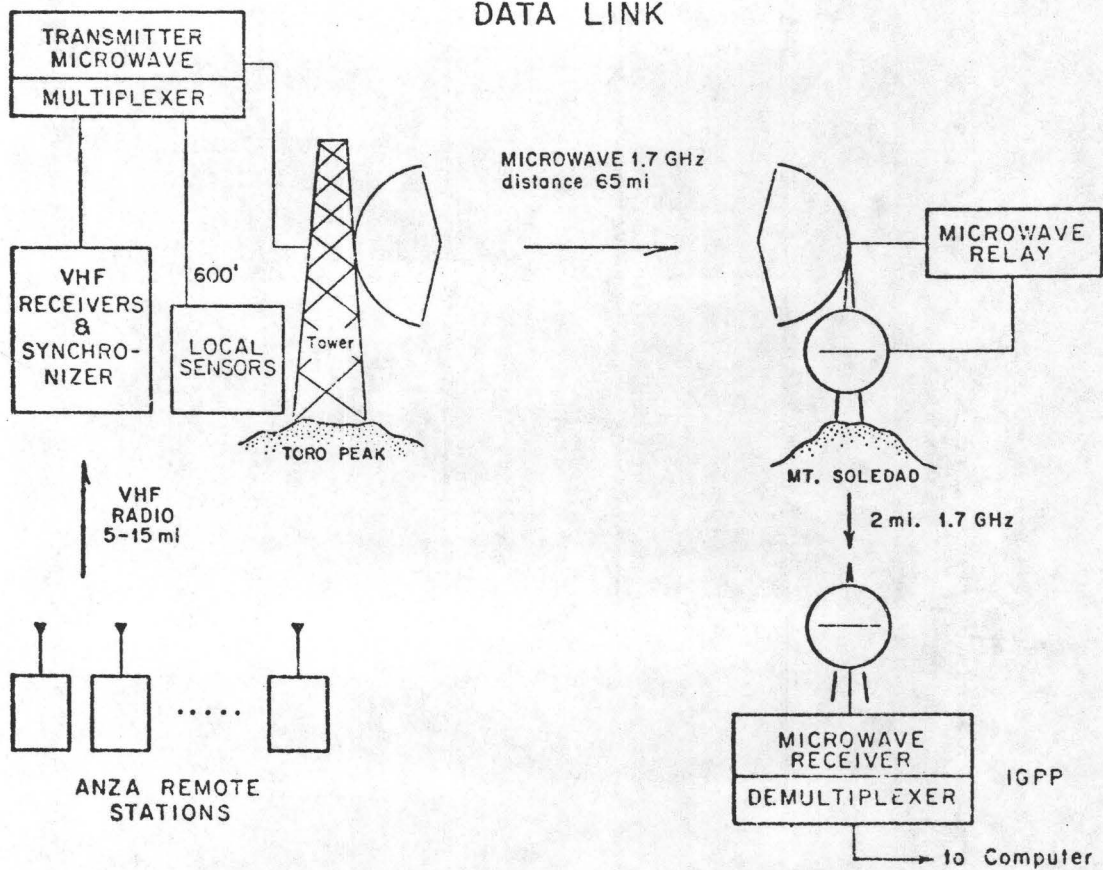 DATA LINK
TRANSMITTER
MICROWAVE
MULTIPLEXER
MICROWAVE 1.7 GHz
distance 65 mi
MICROWAVE
RELAY
VHF
RECEIVERS
&
SYNCHRO-
NIZER
600'
LOCAL
SENSORS
Tower
TORO PEAK
MT. SOLEDAD
VHF
RADIO
5-15 mi
2 mi. 1.7 GHz
ANZA REMOTE
STATIONS
MICROWAVE
RECEIVER
DEMULTIPLEXER
IGPP
to Computer